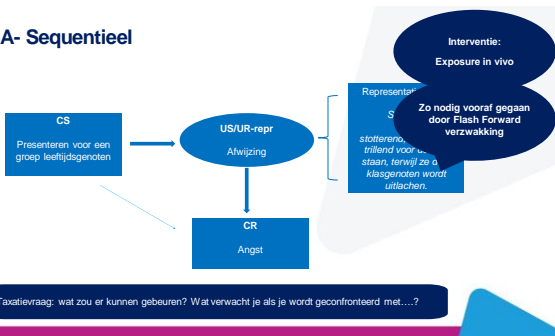 A- Sequentieel
Interventie:
Exposure in vivo
Zo nodig vooraf gegaan
door Flash Forward
verzwakking
CS
Presenteren voor een
groep leeftijdsgenoten
US/UR-repr
Afwijzing
stotterend,
trillend voor
staan, terwijl ze
klasgenoten wordt
uitlachen.
CR
Angst
Taxatievraag: wat zou er kunnen gebeuren? Wat verwacht je als je wordt geconfronteerd met….?